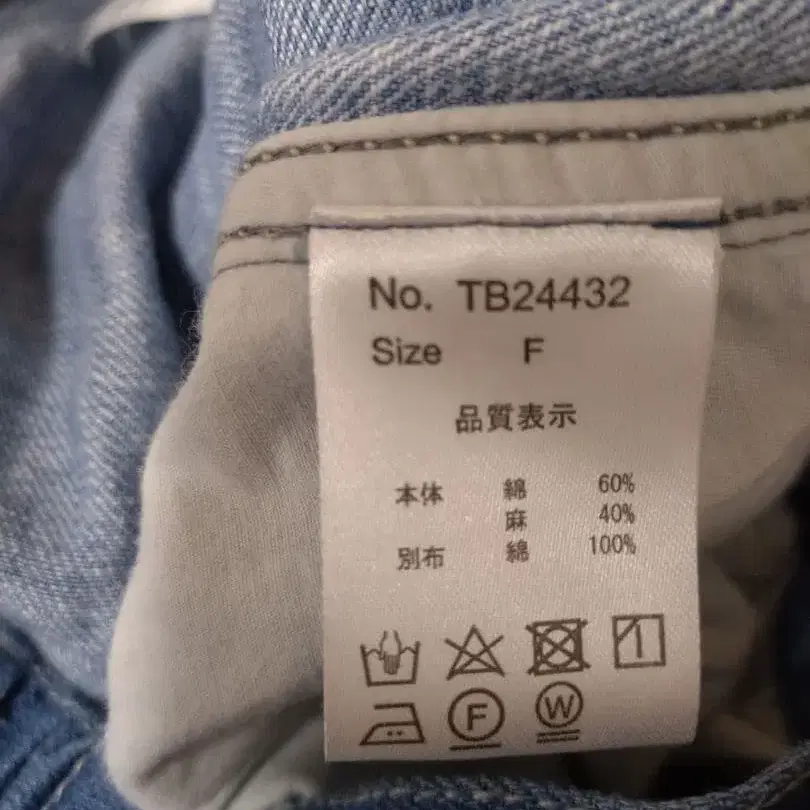 No. TB24432
Size F
品質表示
本体 綿 60%
麻 40%
別布 綿 100%
F W